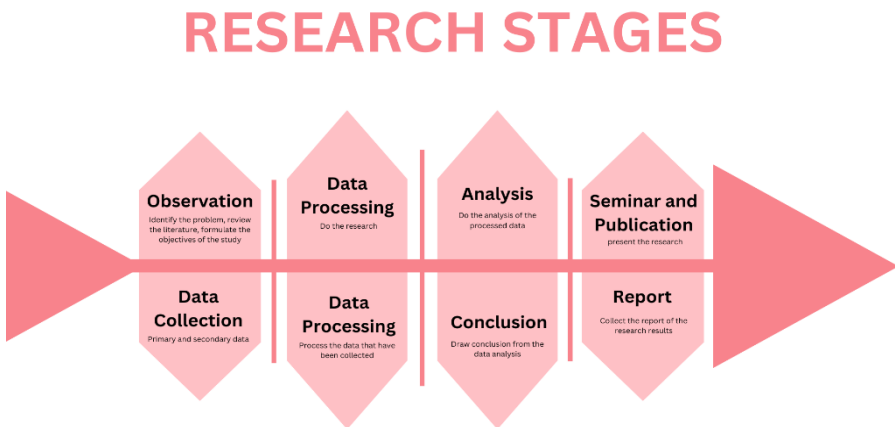 RESEARCH STAGES
Observation
Identify the problem, review
the literature, formulate the
objectives of the study
Data
Processing
Do the research
Analysis
Do the analysis of the
processed data
Seminar and
Publication
present the research
Data
Collection
Primary and secondary data
Data
Processing
Process the data that have
been collected
Conclusion
Draw conclusion from the
data analysis
Report
Collect the report of the
research results